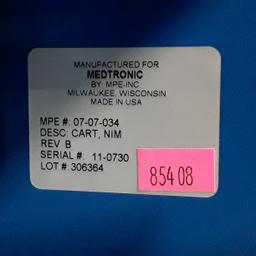 MANUFACTURED FOR
MEDTRONIC
BY MPE-INC
MILWAUKEE, WISCONSIN
MADE IN USA
MPE #: 07-07-034
DESC: CART, NIM
REV B
SERIAL #: 11-0730
LOT #: 306364
85408